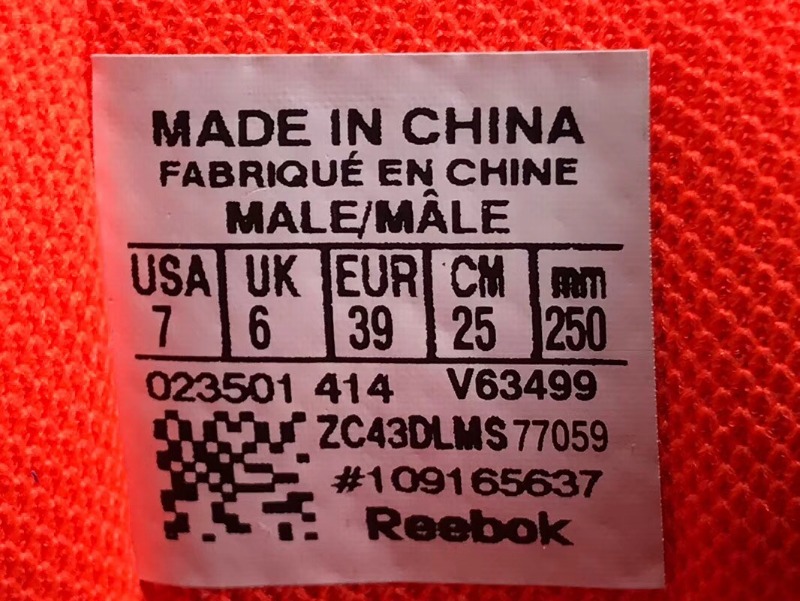 MADE IN CHINA
FABRIQUÉ EN CHINE
MALE/MÂLE
USA UK EUR CM mm
7 6 39 25 250
023501 414 V63499
ZC43DLMS 77059
#109165637
Reebok